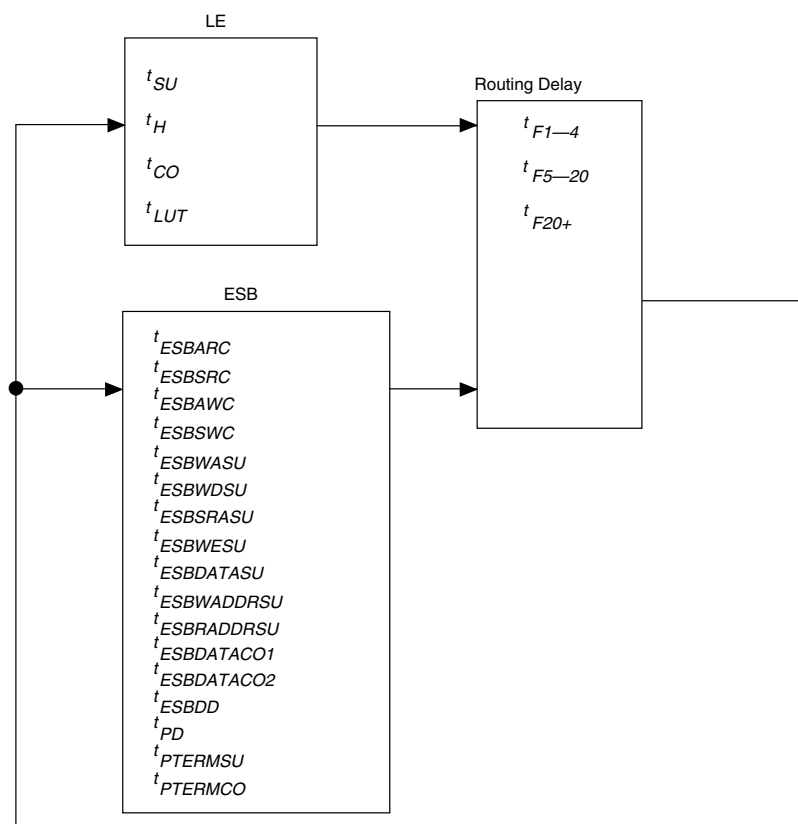 LE
tSU
tH
tCO
tLUT
Routing Delay
tF1—4
tF5—20
tF20+
ESB
tESBARC
tESBSRC
tESBAWC
tESBSWC
tESBWASU
tESBWDSU
tESBSRASU
tESBWESU
tESBDATASU
tESBWADDRSU
tESBRADDRSU
tESBDATACO1
tESBDATACO2
tESBDD
tPD
tPTERMSU
tPTERMCO